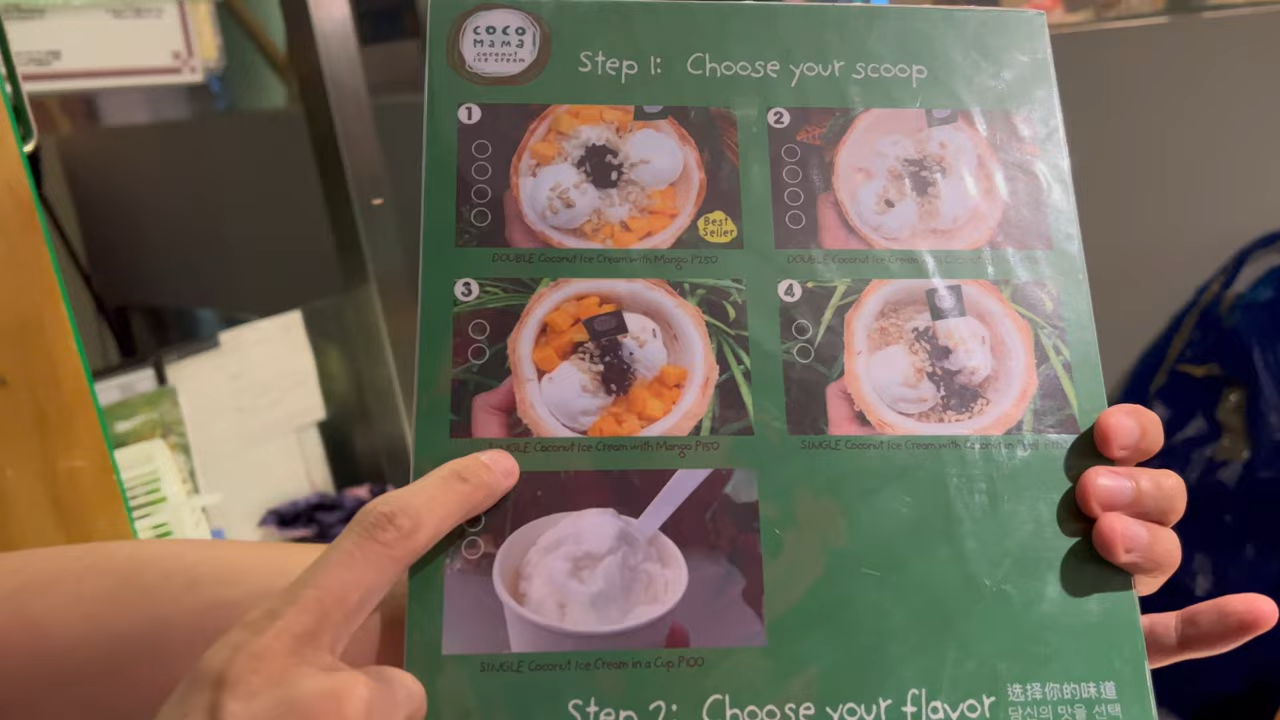 COCO
MaMa
coconut
ice cream
Step 1: Choose your scoop
1
2
Best
Seller
DOUBLE Coconut Ice Cream with Mango P250
DOUBLE Coconut Ice Cream
3
4
Coconut Ice Cream with Mango P150
SINGLE Coconut Ice Cream with Coconut in
SINGLE Coconut Ice Cream in a Cup P100
Step 2: Choose your flavor 选择你的味道
당신의 맛을 선택